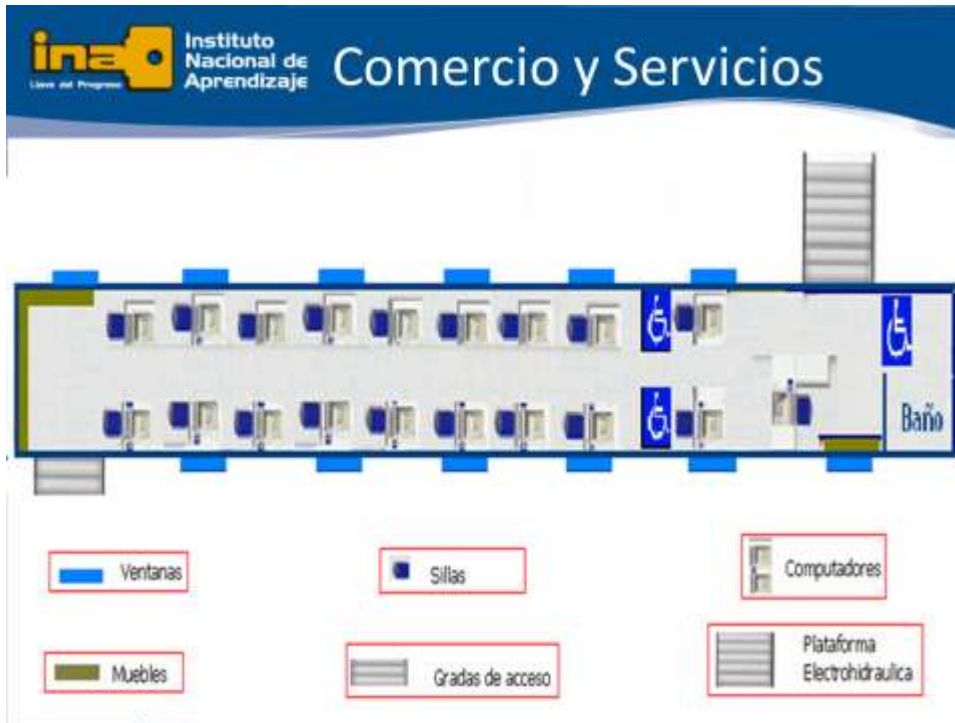 ina
Llave del Progreso
Instituto
Nacional de
Aprendizaje
Comercio y Servicios
Baño
Ventanas
Sillas
Computadores
Muebles
Gradas de acceso
Plataforma
Electrohidraulica